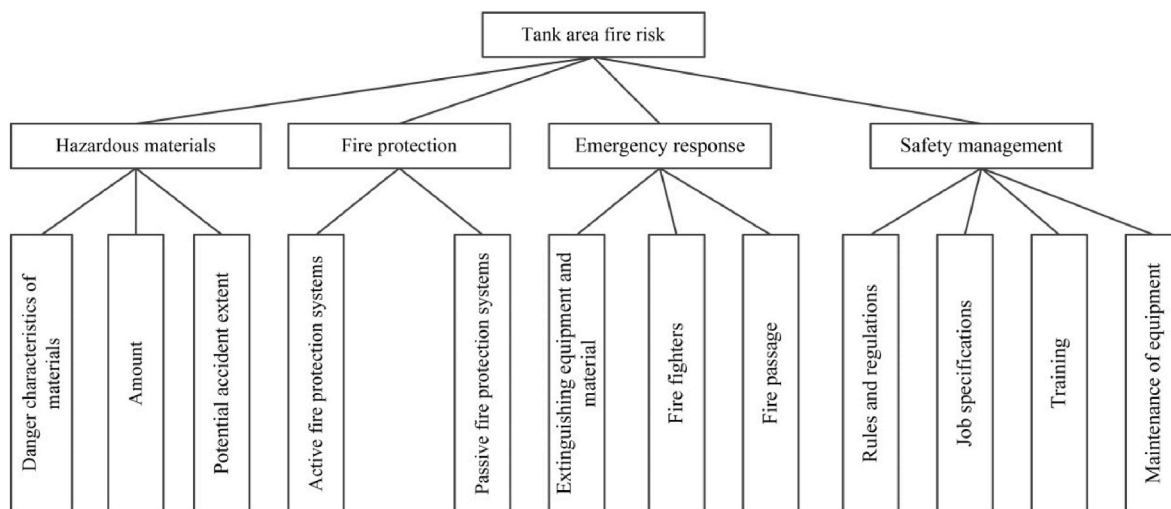 Tank area fire risk
Hazardous materials
Fire protection
Emergency response
Safety management
Danger characteristics of
materials
Amount
Potential accident extent
Active fire protection systems
Passive fire protection systems
Extinguishing equipment and
material
Fire fighters
Fire passage
Rules and regulations
Job specifications
Training
Maintenance of equipment